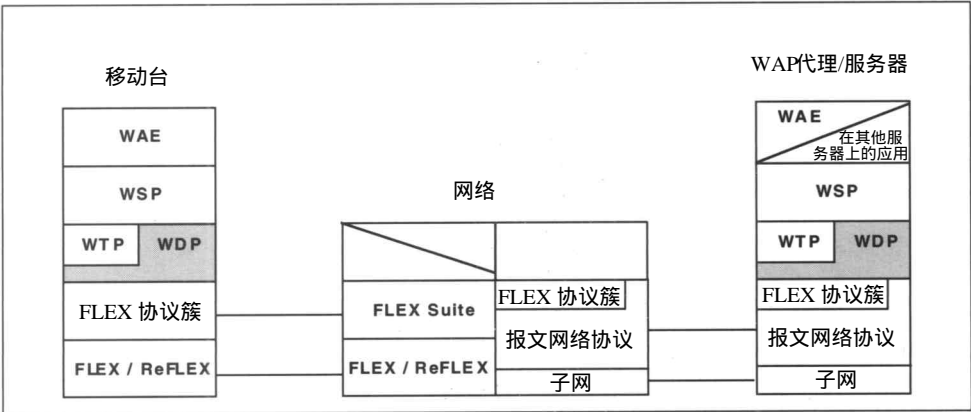 移动台
WAE
WSP
WTP WDP
FLEX 协议簇
FLEX / ReFLEX
网络
FLEX Suite
FLEX / ReFLEX
FLEX 协议簇
报文网络协议
子网
WAP代理/服务器
WAE
在其他服
务器上的应用
WSP
WTP WDP
FLEX 协议簇
报文网络协议
子网